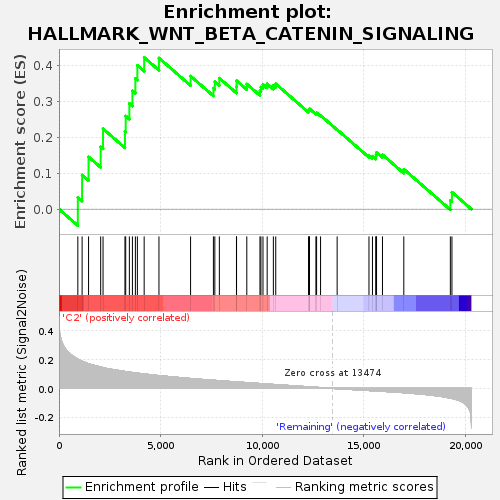 Enrichment plot:
HALLMARK_WNT_BETA_CATENIN_SIGNALING
Enrichment score (ES)
0.4
0.3
0.2
0.1
0.0
'C2' (positively correlated)
Ranked list metric (Signal2Noise)
0.4
0.2
0.0
-0.2
Zero cross at 13474
'Remaining' (negatively correlated)
0
5,000
10,000
15,000
20,000
Rank in Ordered Dataset
Enrichment profile
Hits
Ranking metric scores